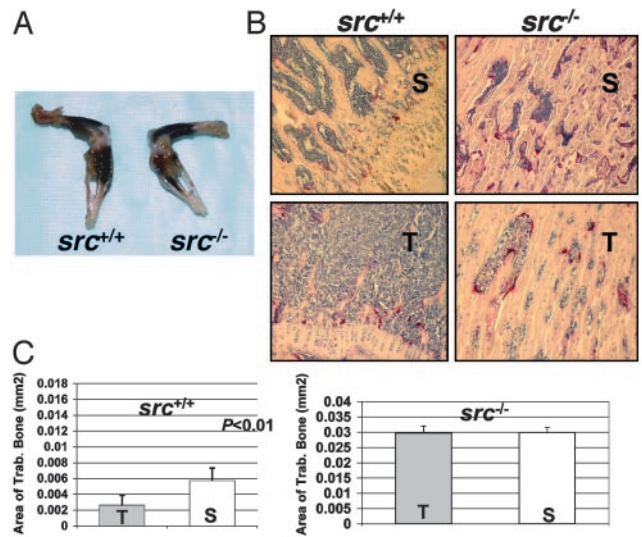 A
src+/+
src-/-
B
src+/+ src-/-
S
S
T
T
C
Area of Trab. Bone (mm2)
0.018
0.016
0.014
0.012
0.01
0.008
0.006
0.004
0.002
0
src+/+
P<0.01
T
S
Area of Trab. Bone (mm2)
0.04
0.035
0.03
0.025
0.02
0.015
0.01
0.005
0
src-/-
T
S